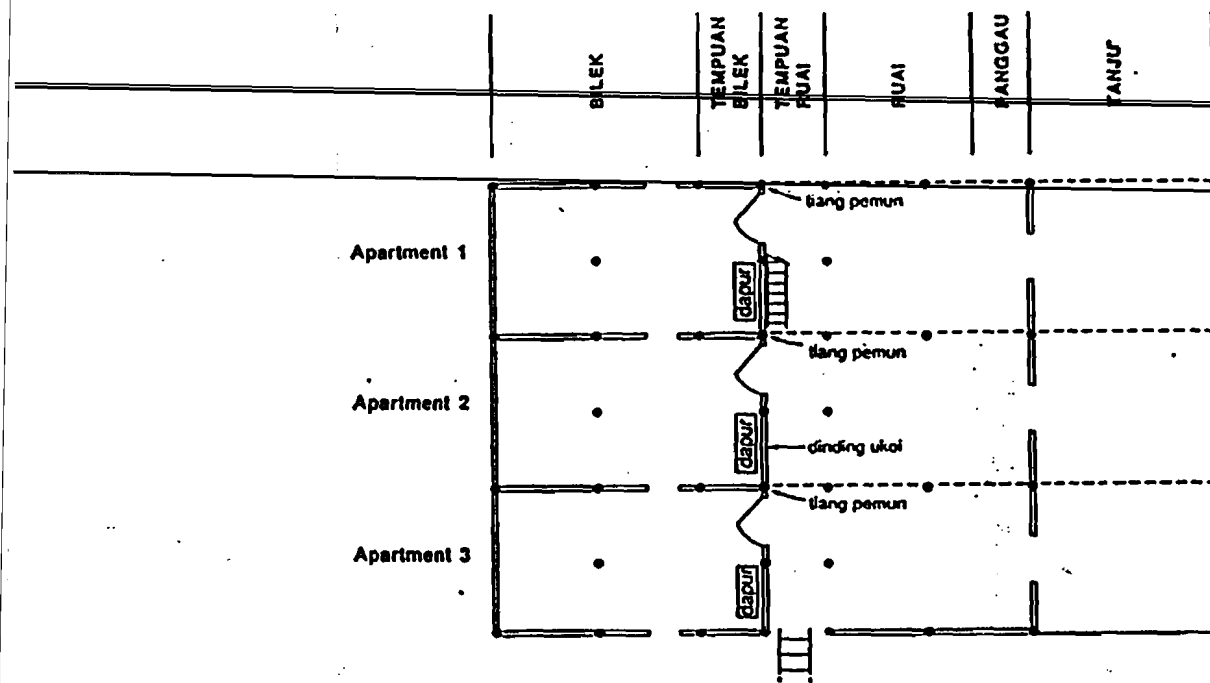 BILEK
TEMPUAN
BILEK
TEMPUAN
RUAI
RUAI
PANGGAU
TANJU'
tiang pemun
Apartment 1
dapur
tiang pemun
Apartment 2
dapur
dinding ukoi
tiang pemun
Apartment 3
dapur